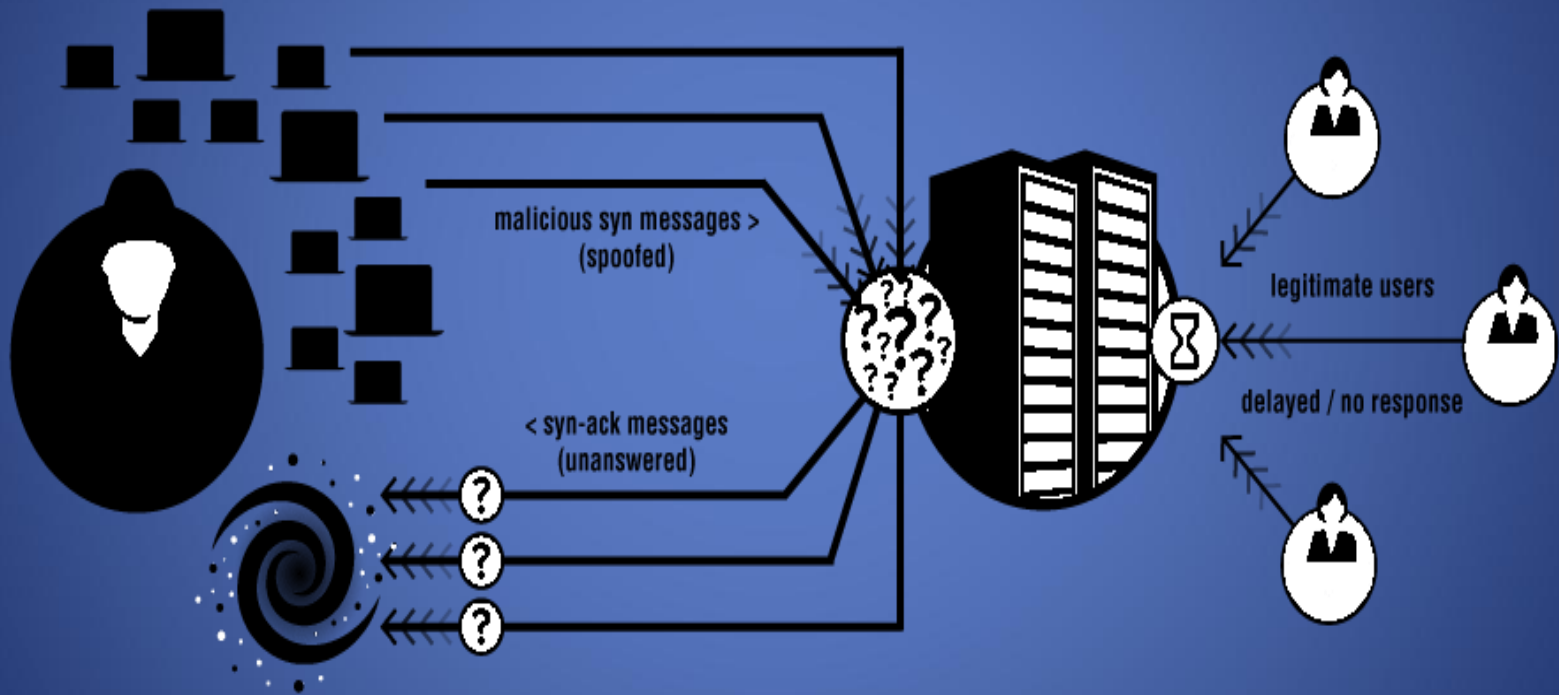 malicious syn messages >
(spoofed)
legitimate users
delayed / no response
< syn-ack messages
(unanswered)
? ? ? ? ? ? ? ? ? ?
?
?
?